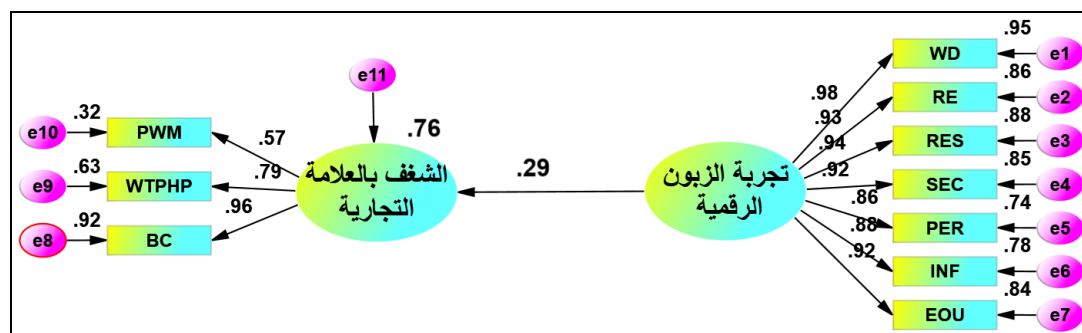 .95
WD
e1
.98
.86
RE
e2
.93
.88
RES
e3
.94
.85
SEC
e4
.92
.74
PER
e5
.86
.78
INF
e6
.88
.84
EOU
e7
.92
تجربة الزبون
الرقمية
.29
e11
.76
الشغف بالعلامة
التجارية
e10
.32
PWM
.57
e9
.63
WTPHP
.79
e8
.92
BC
.96